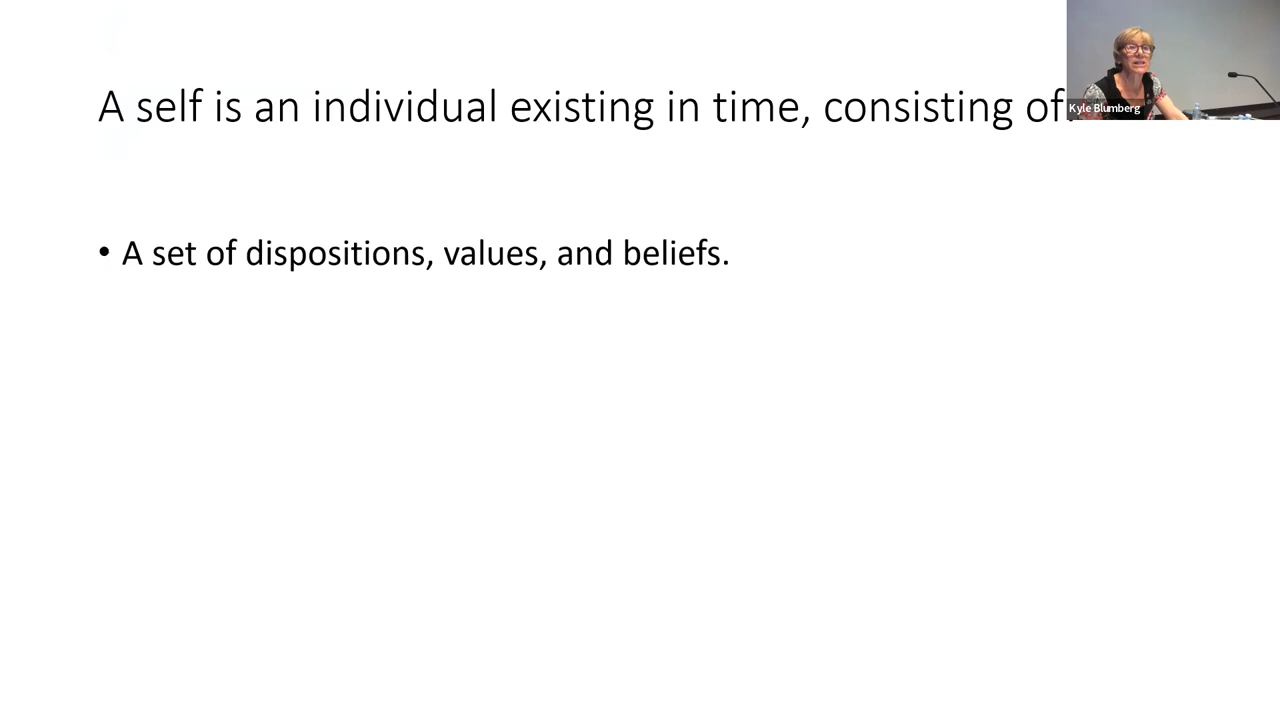 A self is an individual existing in time, consisting of
Kyle Blumberg
• A set of dispositions, values, and beliefs.